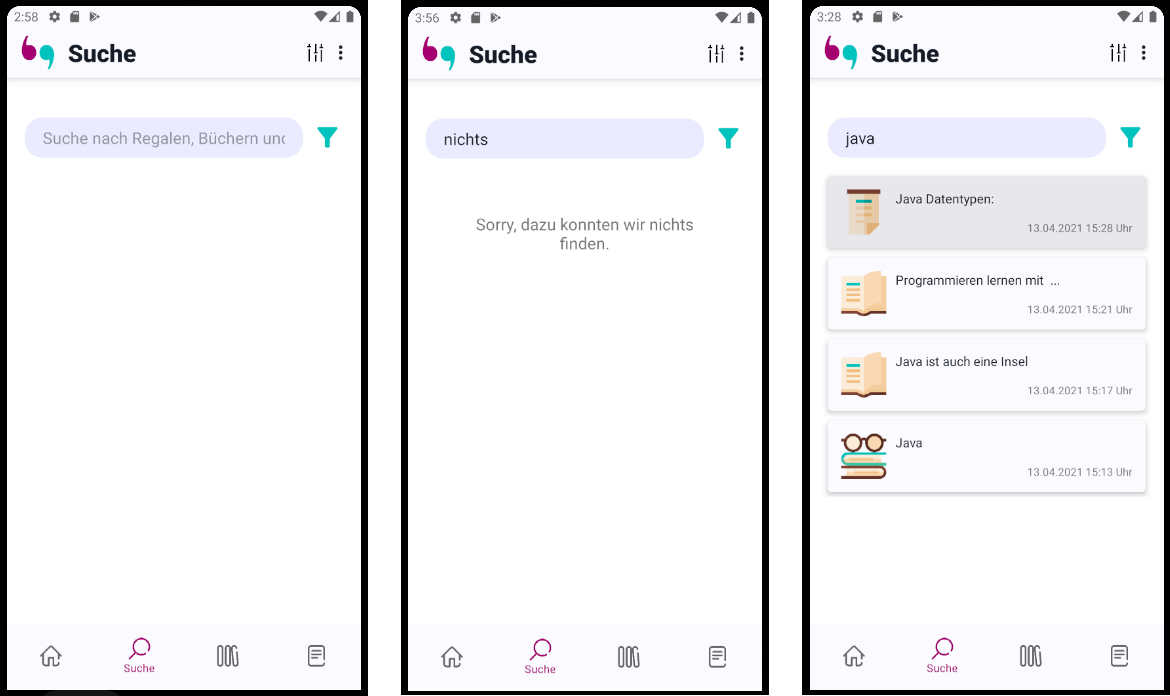 2:58
Suche
Suche nach Regalen, Büchern und
Suche
3:56
Suche
nichts
Sorry, dazu konnten wir nichts
finden.
Suche
3:28
Suche
java
Java Datentypen:
13.04.2021 15:28 Uhr
Programmieren lernen mit ...
13.04.2021 15:21 Uhr
Java ist auch eine Insel
13.04.2021 15:17 Uhr
Java
13.04.2021 15:13 Uhr
Suche